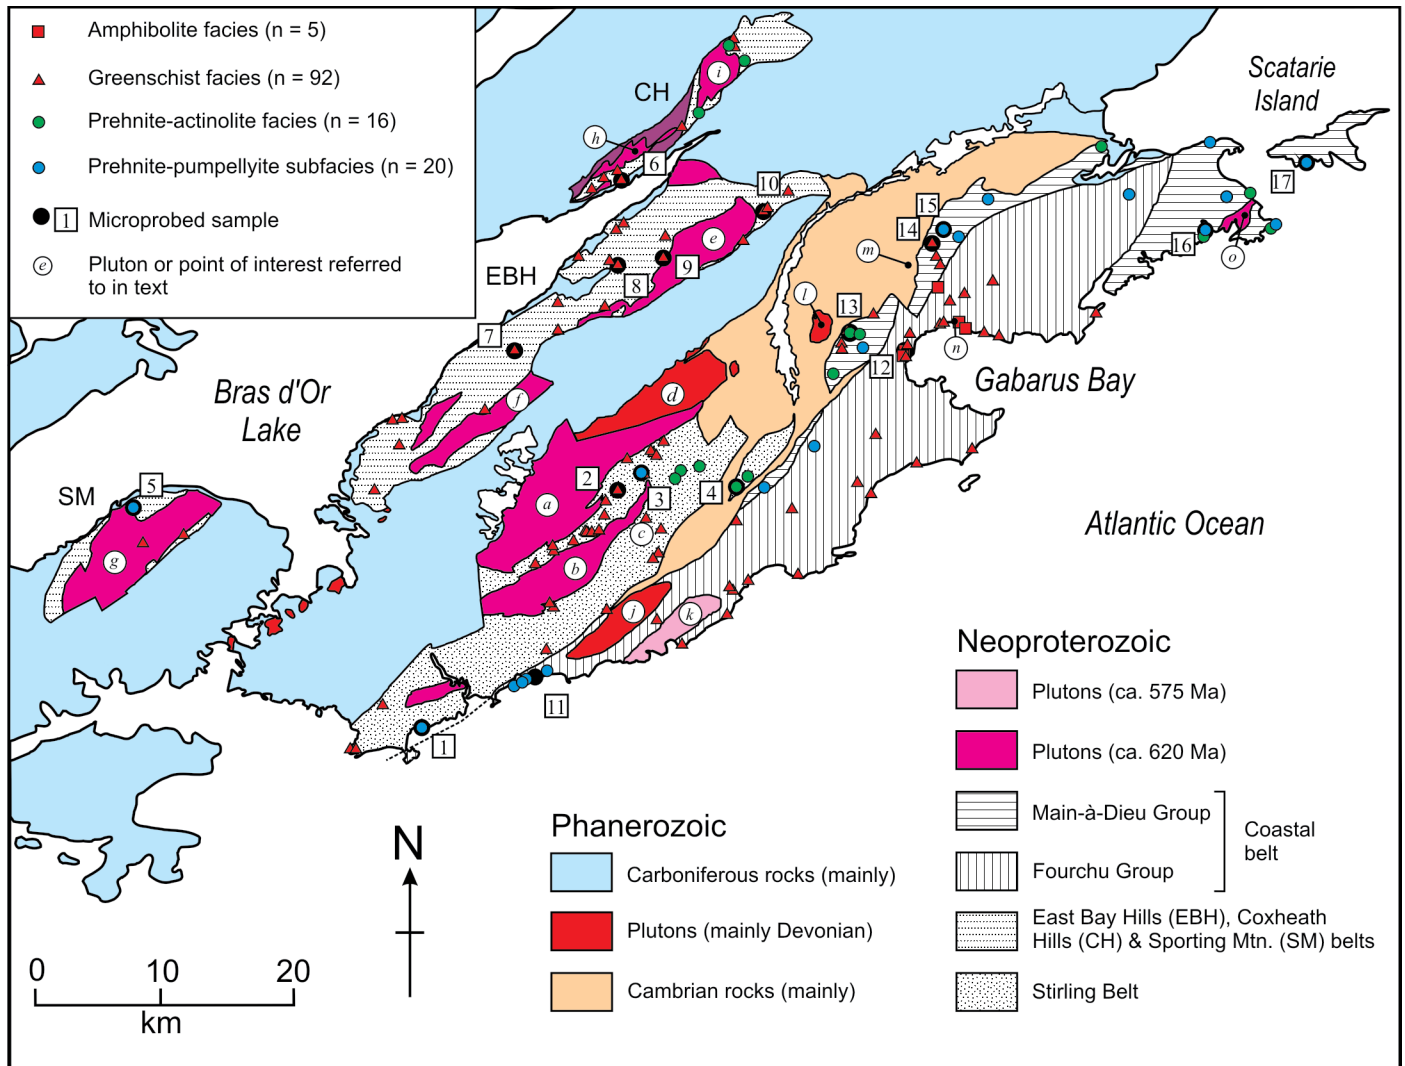 Amphibolite facies (n = 5)
Greenschist facies (n = 92)
Prehnite-actinolite facies (n = 16)
Prehnite-pumpellyite subfacies (n = 20)
1 Microprobed sample
e Pluton or point of interest referred
to in text
CH
i
h
6
Scatarie
Island
17
10
15
14
16
o
e
9
m
EBH
8
l
13
7
12
n
Gabarus Bay
Bras d'Or
Lake
d
f
SM
5
2
3
4
a
c
Atlantic Ocean
g
b
j
k
11
1
N
0 10 20
km
Phanerozoic
Carboniferous rocks (mainly)
Plutons (mainly Devonian)
Cambrian rocks (mainly)
Neoproterozoic
Plutons (ca. 575 Ma)
Plutons (ca. 620 Ma)
Main-à-Dieu Group
Fourchu Group
Coastal
belt
East Bay Hills (EBH), Coxheath
Hills (CH) & Sporting Mtn. (SM) belts
Stirling Belt